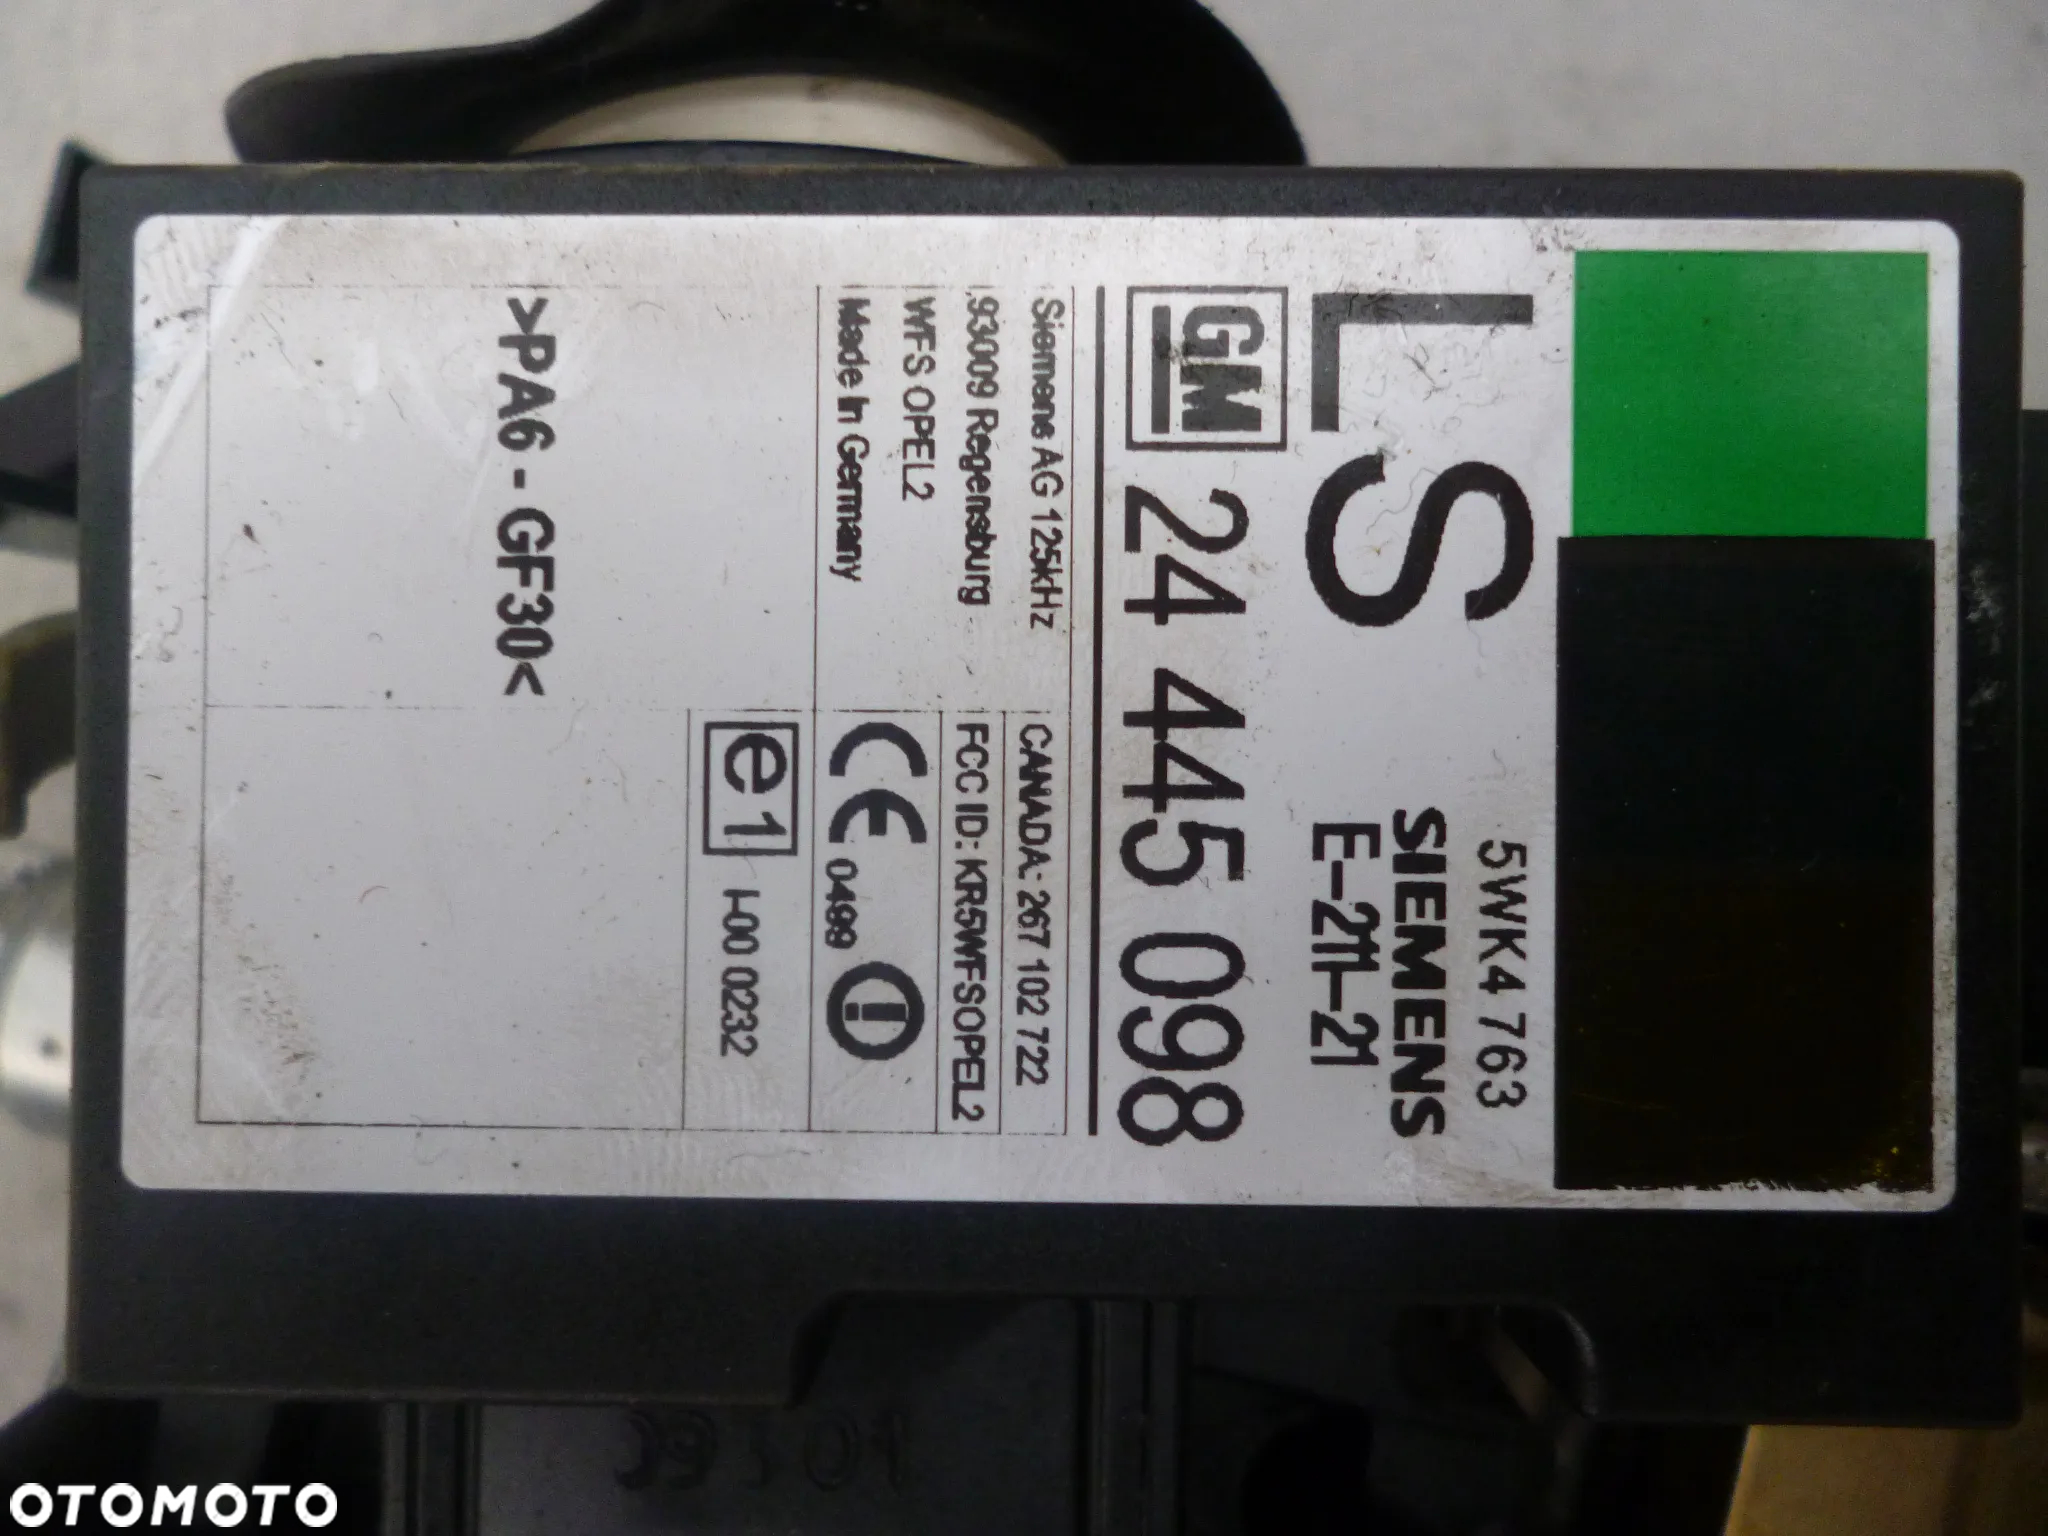 5WK4 763
LS
SIEMENS
E-211-21
GM 24 445 098
Siemens AG 125kHz
93009 Regensburg
WFS OPEL2
Made In Germany
CANADA: 267 102 722
FCC ID: KR5WFSOPEL2
CE 0499
e1 I-00 0232
>PA6 - GF30<
OTOMOTO